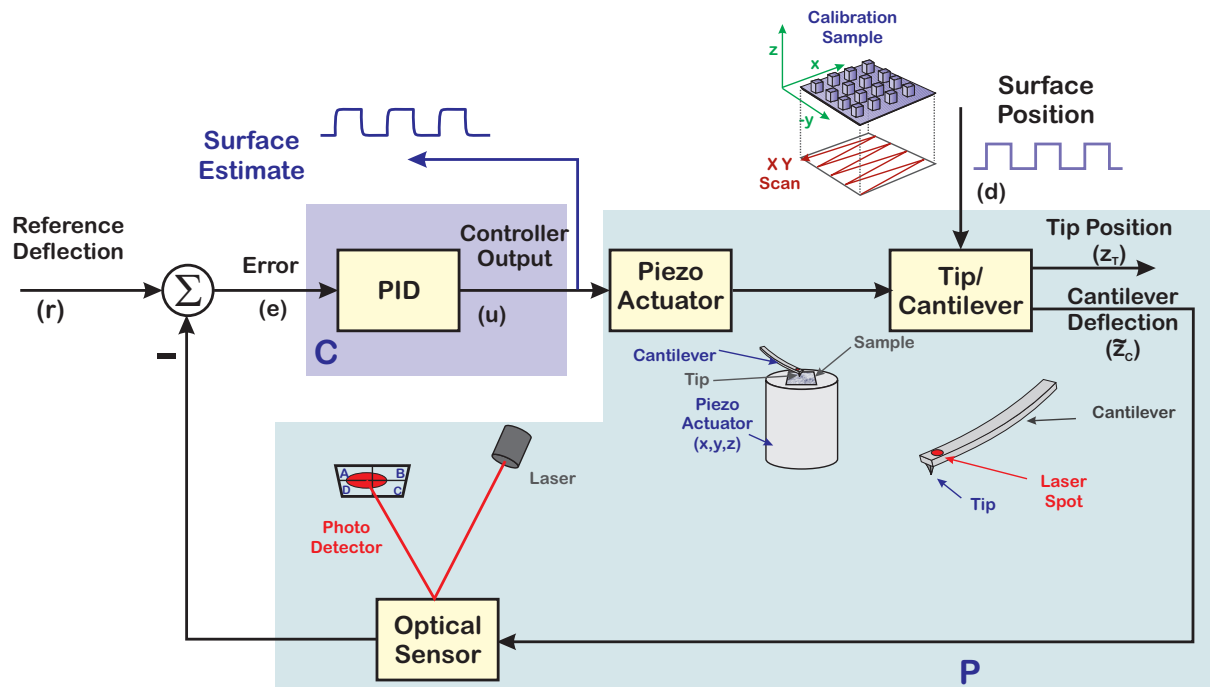 Calibration
Sample
z
x
-y
X Y
Scan
Surface
Position
(d)
Surface
Estimate
Reference
Deflection
(r)
Σ
−
Error
(e)
PID
C
Controller
Output
(u)
Piezo
Actuator
Tip/
Cantilever
Tip Position
(z_T)
Cantilever
Deflection
(z̃_C)
Cantilever
Tip
Sample
Piezo
Actuator
(x,y,z)
Cantilever
Laser
Spot
Tip
A B
D C
Laser
Photo
Detector
Optical
Sensor
P